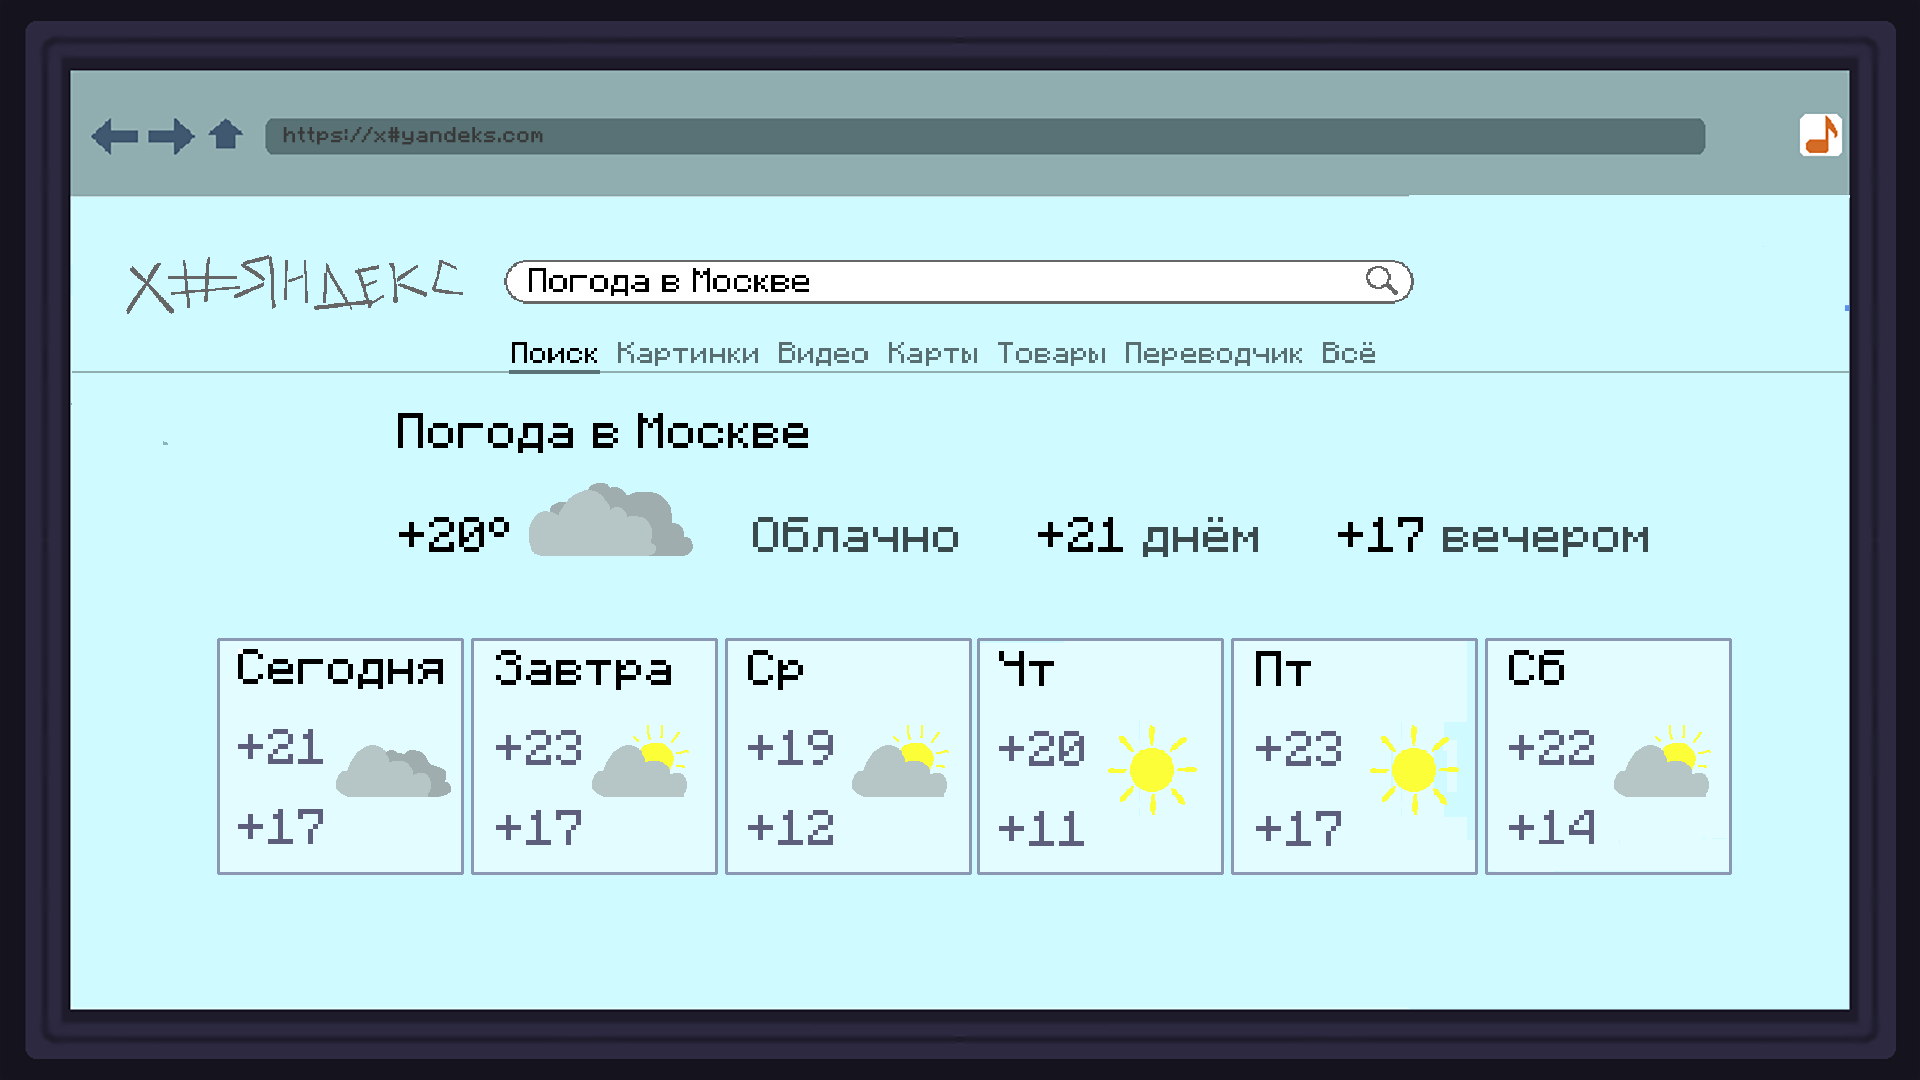 https://x#yandeks.com
Х#ЯНДЕКС
Погода в Москве
Поиск Картинки Видео Карты Товары Переводчик Всё
Погода в Москве
+20° Облачно +21 днём +17 вечером
Сегодня Завтра Ср Чт Пт Сб
+21 +23 +19 +20 +23 +22
+17 +17 +12 +11 +17 +14